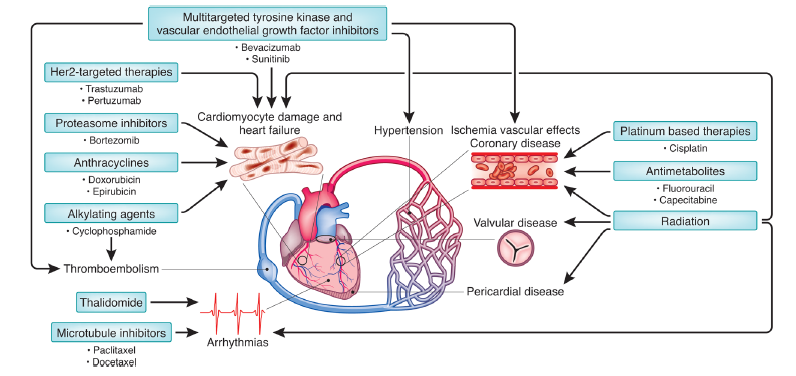 Multitargeted tyrosine kinase and
vascular endothelial growth factor inhibitors
• Bevacizumab
• Sunitinib
Her2-targeted therapies
• Trastuzumab
• Pertuzumab
Cardiomyocyte damage and
heart failure
Hypertension
Ischemia vascular effects
Coronary disease
Proteasome inhibitors
• Bortezomib
Platinum based therapies
• Cisplatin
Anthracyclines
• Doxorubicin
• Epirubicin
Antimetabolites
• Fluorouracil
• Capecitabine
Alkylating agents
• Cyclophosphamide
Valvular disease
Radiation
Thromboembolism
Pericardial disease
Thalidomide
Microtubule inhibitors
• Paclitaxel
• Docetaxel
Arrhythmias